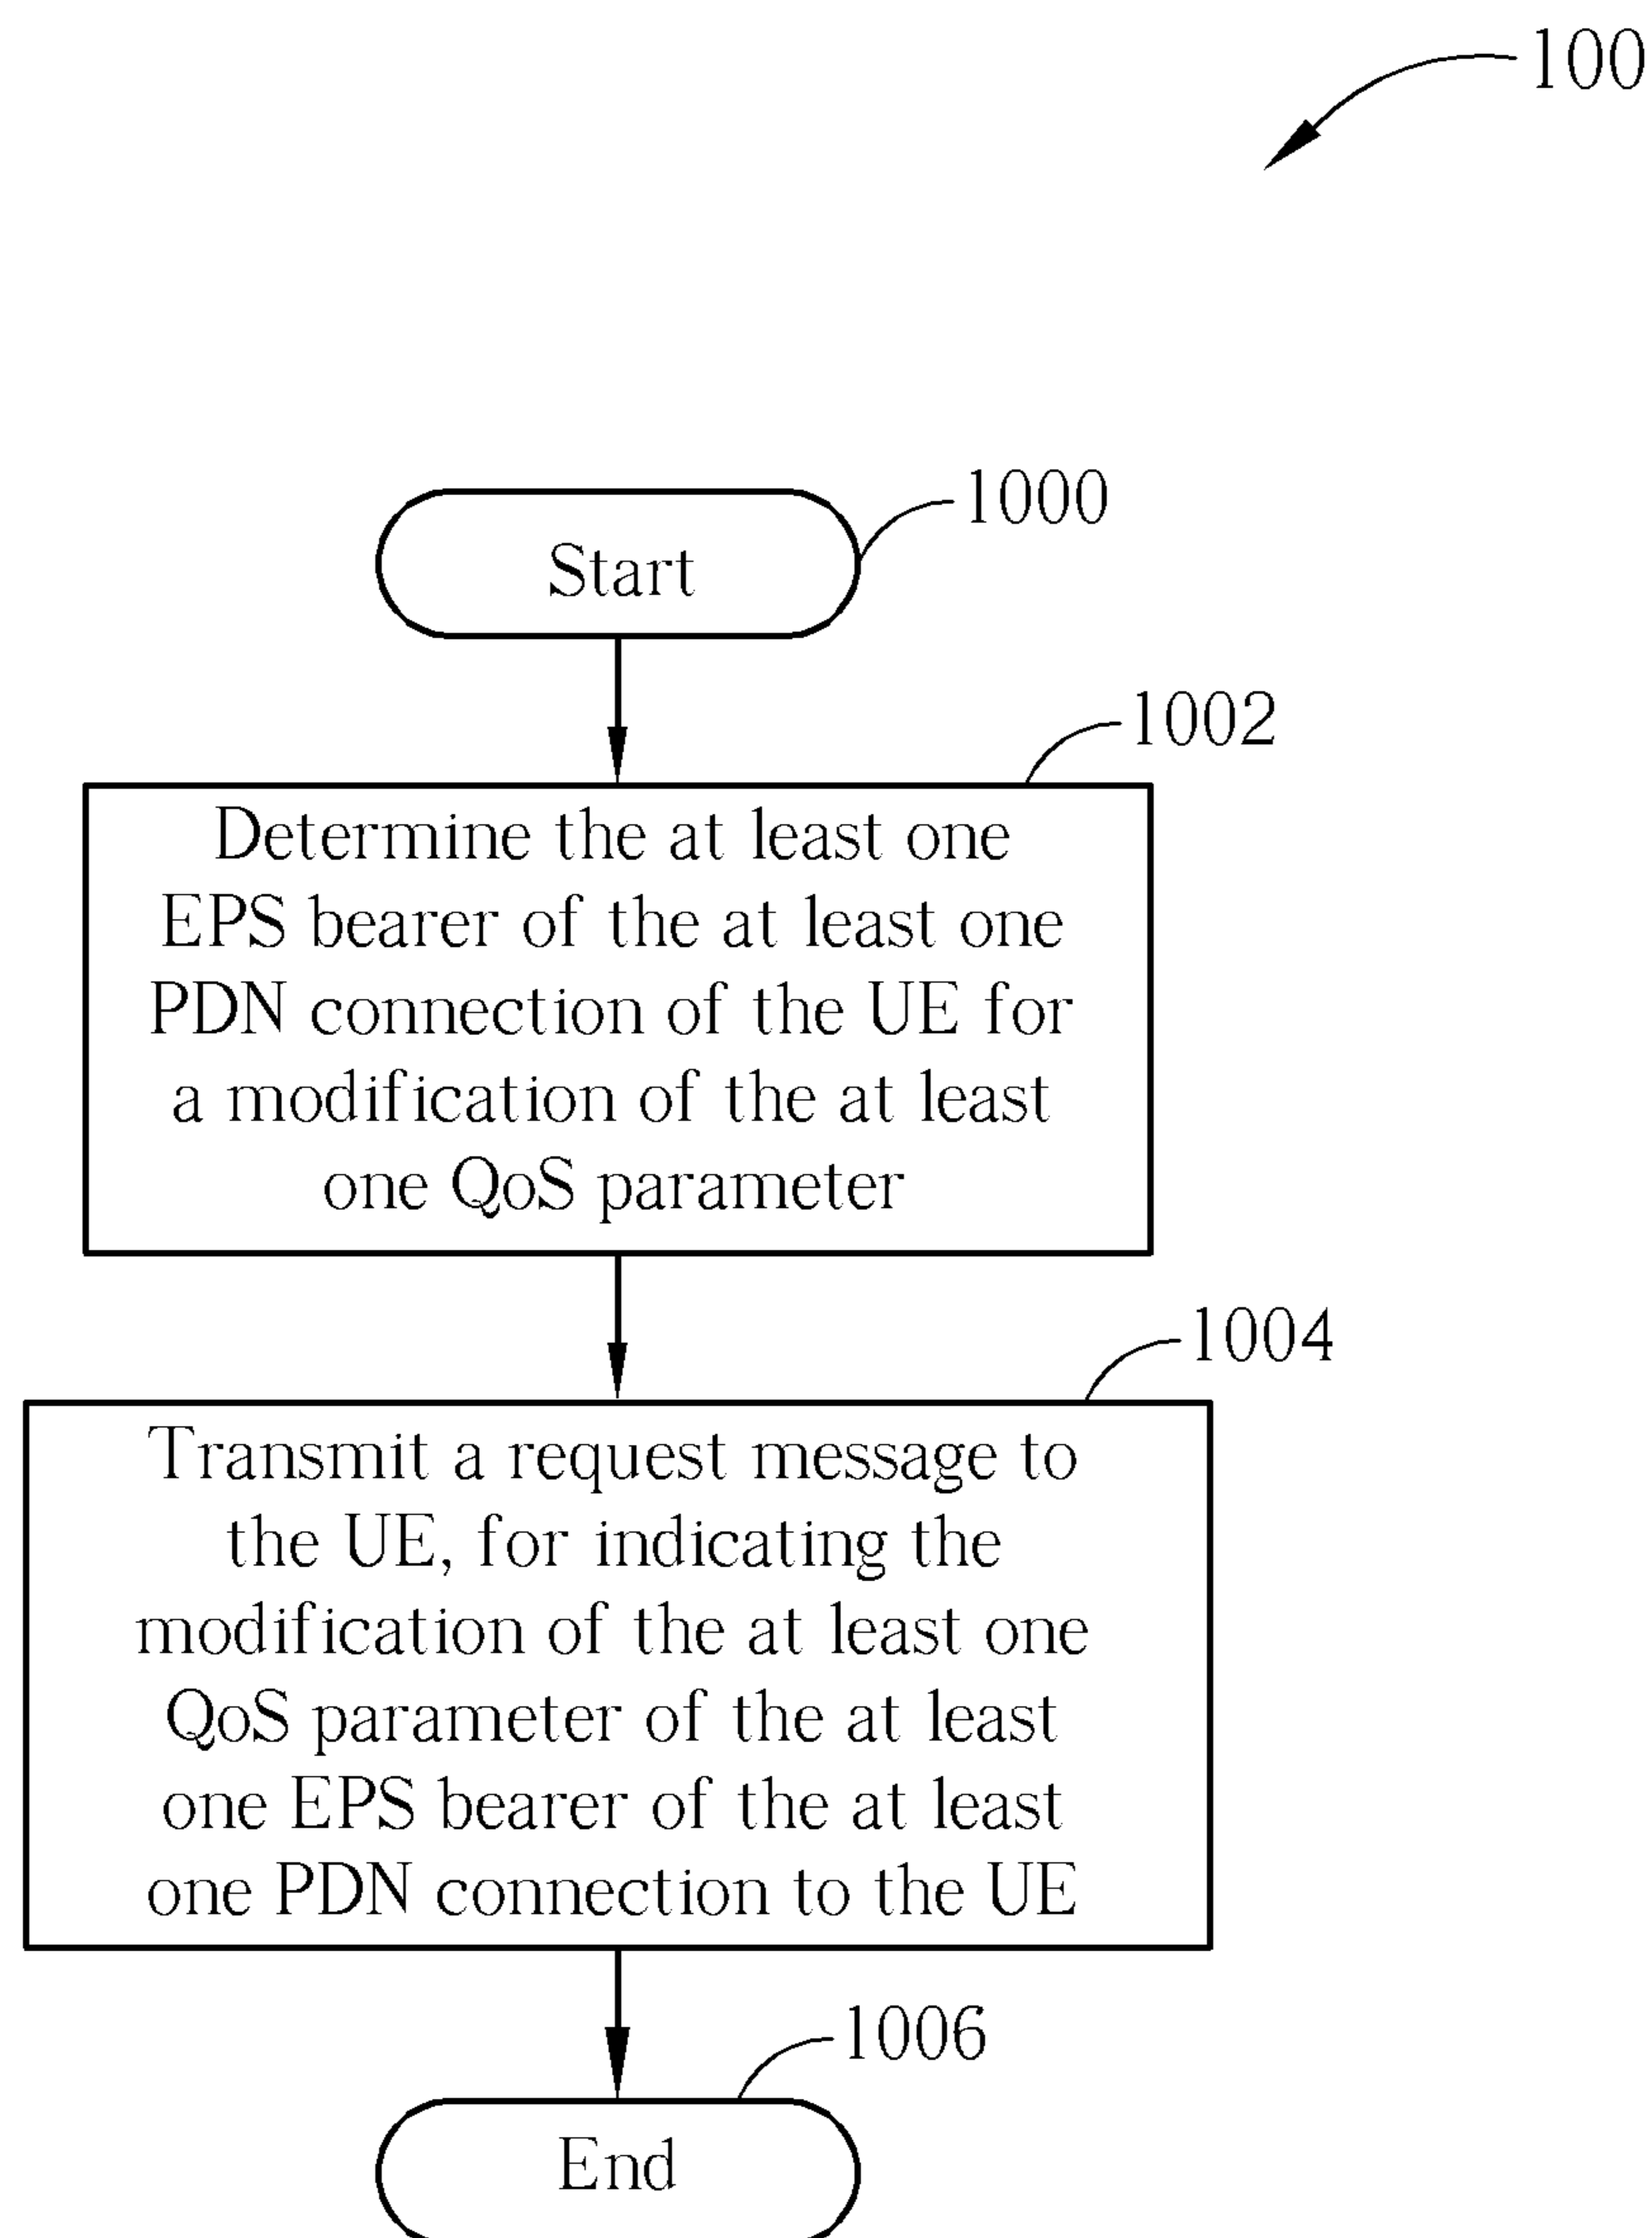 100
1000
Start
1002
Determine the at least one
EPS bearer of the at least one
PDN connection of the UE for
a modification of the at least
one QoS parameter
1004
Transmit a request message to
the UE, for indicating the
modification of the at least one
QoS parameter of the at least
one EPS bearer of the at least
one PDN connection to the UE
1006
End